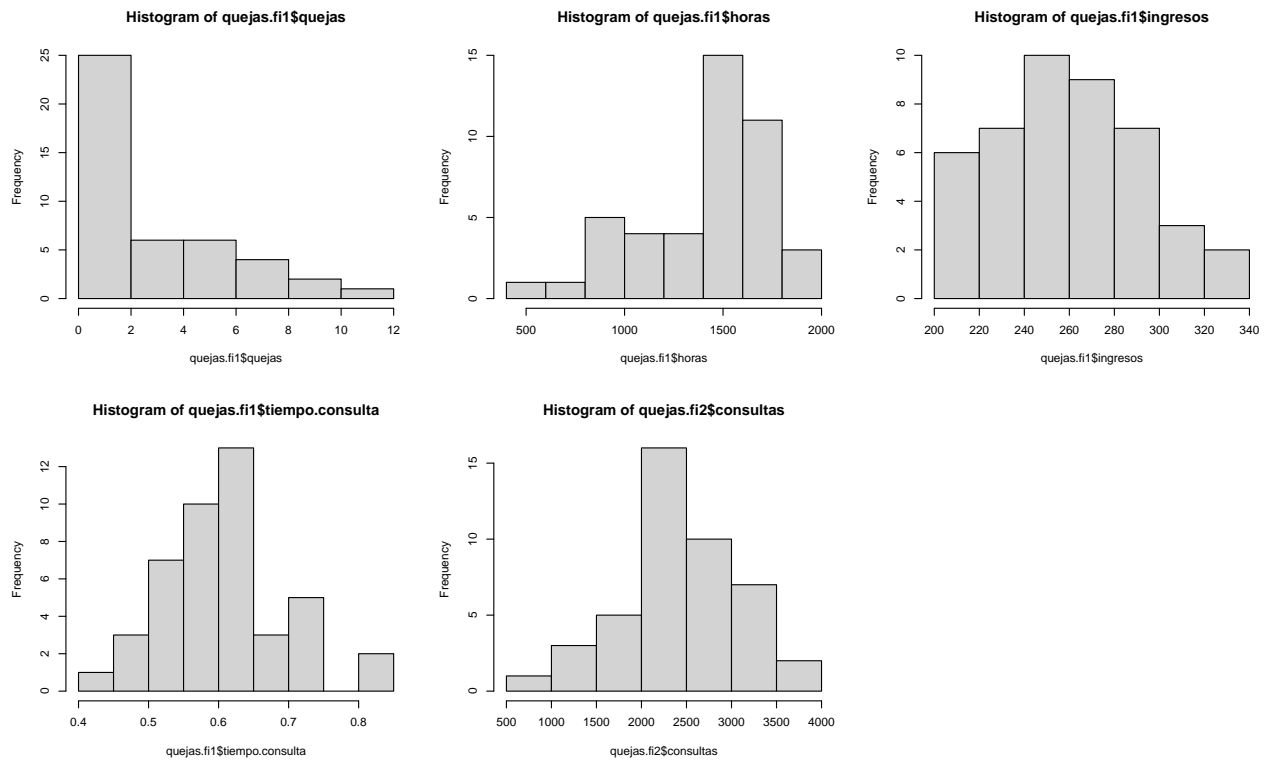 Histogram of quejas.fi1$quejas
Frequency
0 5 10 15 20 25
0 2 4 6 8 10 12
quejas.fi1$quejas
Histogram of quejas.fi1$horas
Frequency
0 5 10 15
500 1000 1500 2000
quejas.fi1$horas
Histogram of quejas.fi1$ingresos
Frequency
0 2 4 6 8 10
200 220 240 260 280 300 320 340
quejas.fi1$ingresos
Histogram of quejas.fi1$tiempo.consulta
Frequency
0 2 4 6 8 10 12
0.4 0.5 0.6 0.7 0.8
quejas.fi1$tiempo.consulta
Histogram of quejas.fi2$consultas
Frequency
0 5 10 15
500 1000 1500 2000 2500 3000 3500 4000
quejas.fi2$consultas